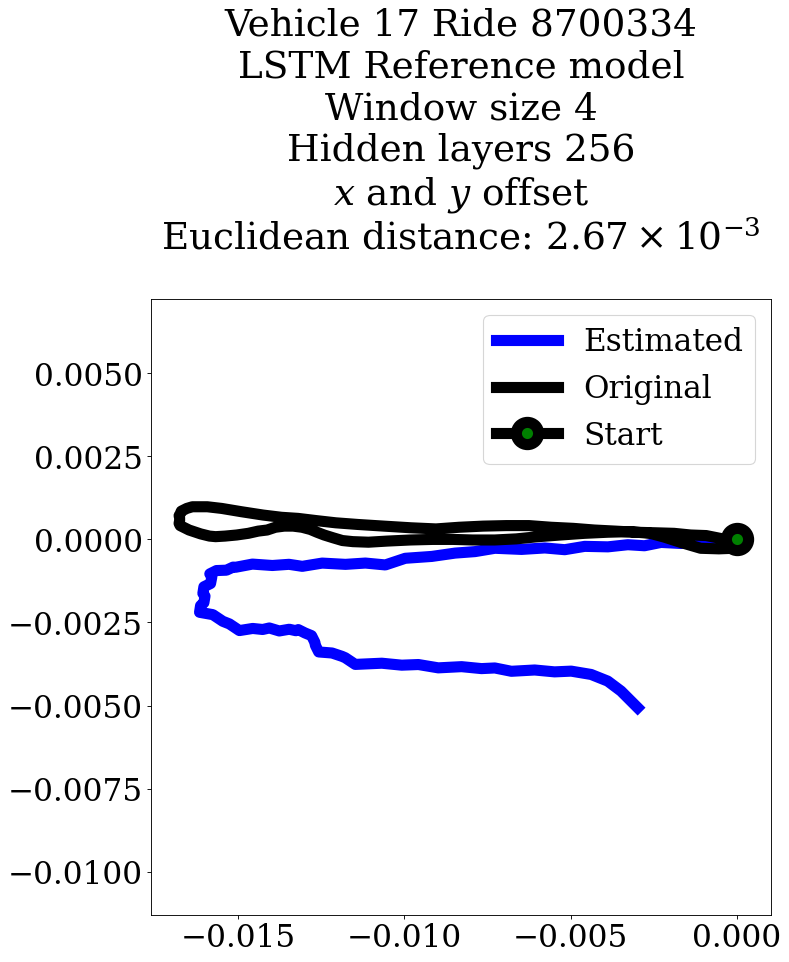 Vehicle 17 Ride 8700334
LSTM Reference model
Window size 4
Hidden layers 256
x and y offset
Euclidean distance: 2.67 × 10⁻³
Estimated
Original
Start
0.0050
0.0025
0.0000
−0.0025
−0.0050
−0.0075
−0.0100
−0.015 −0.010 −0.005 0.000